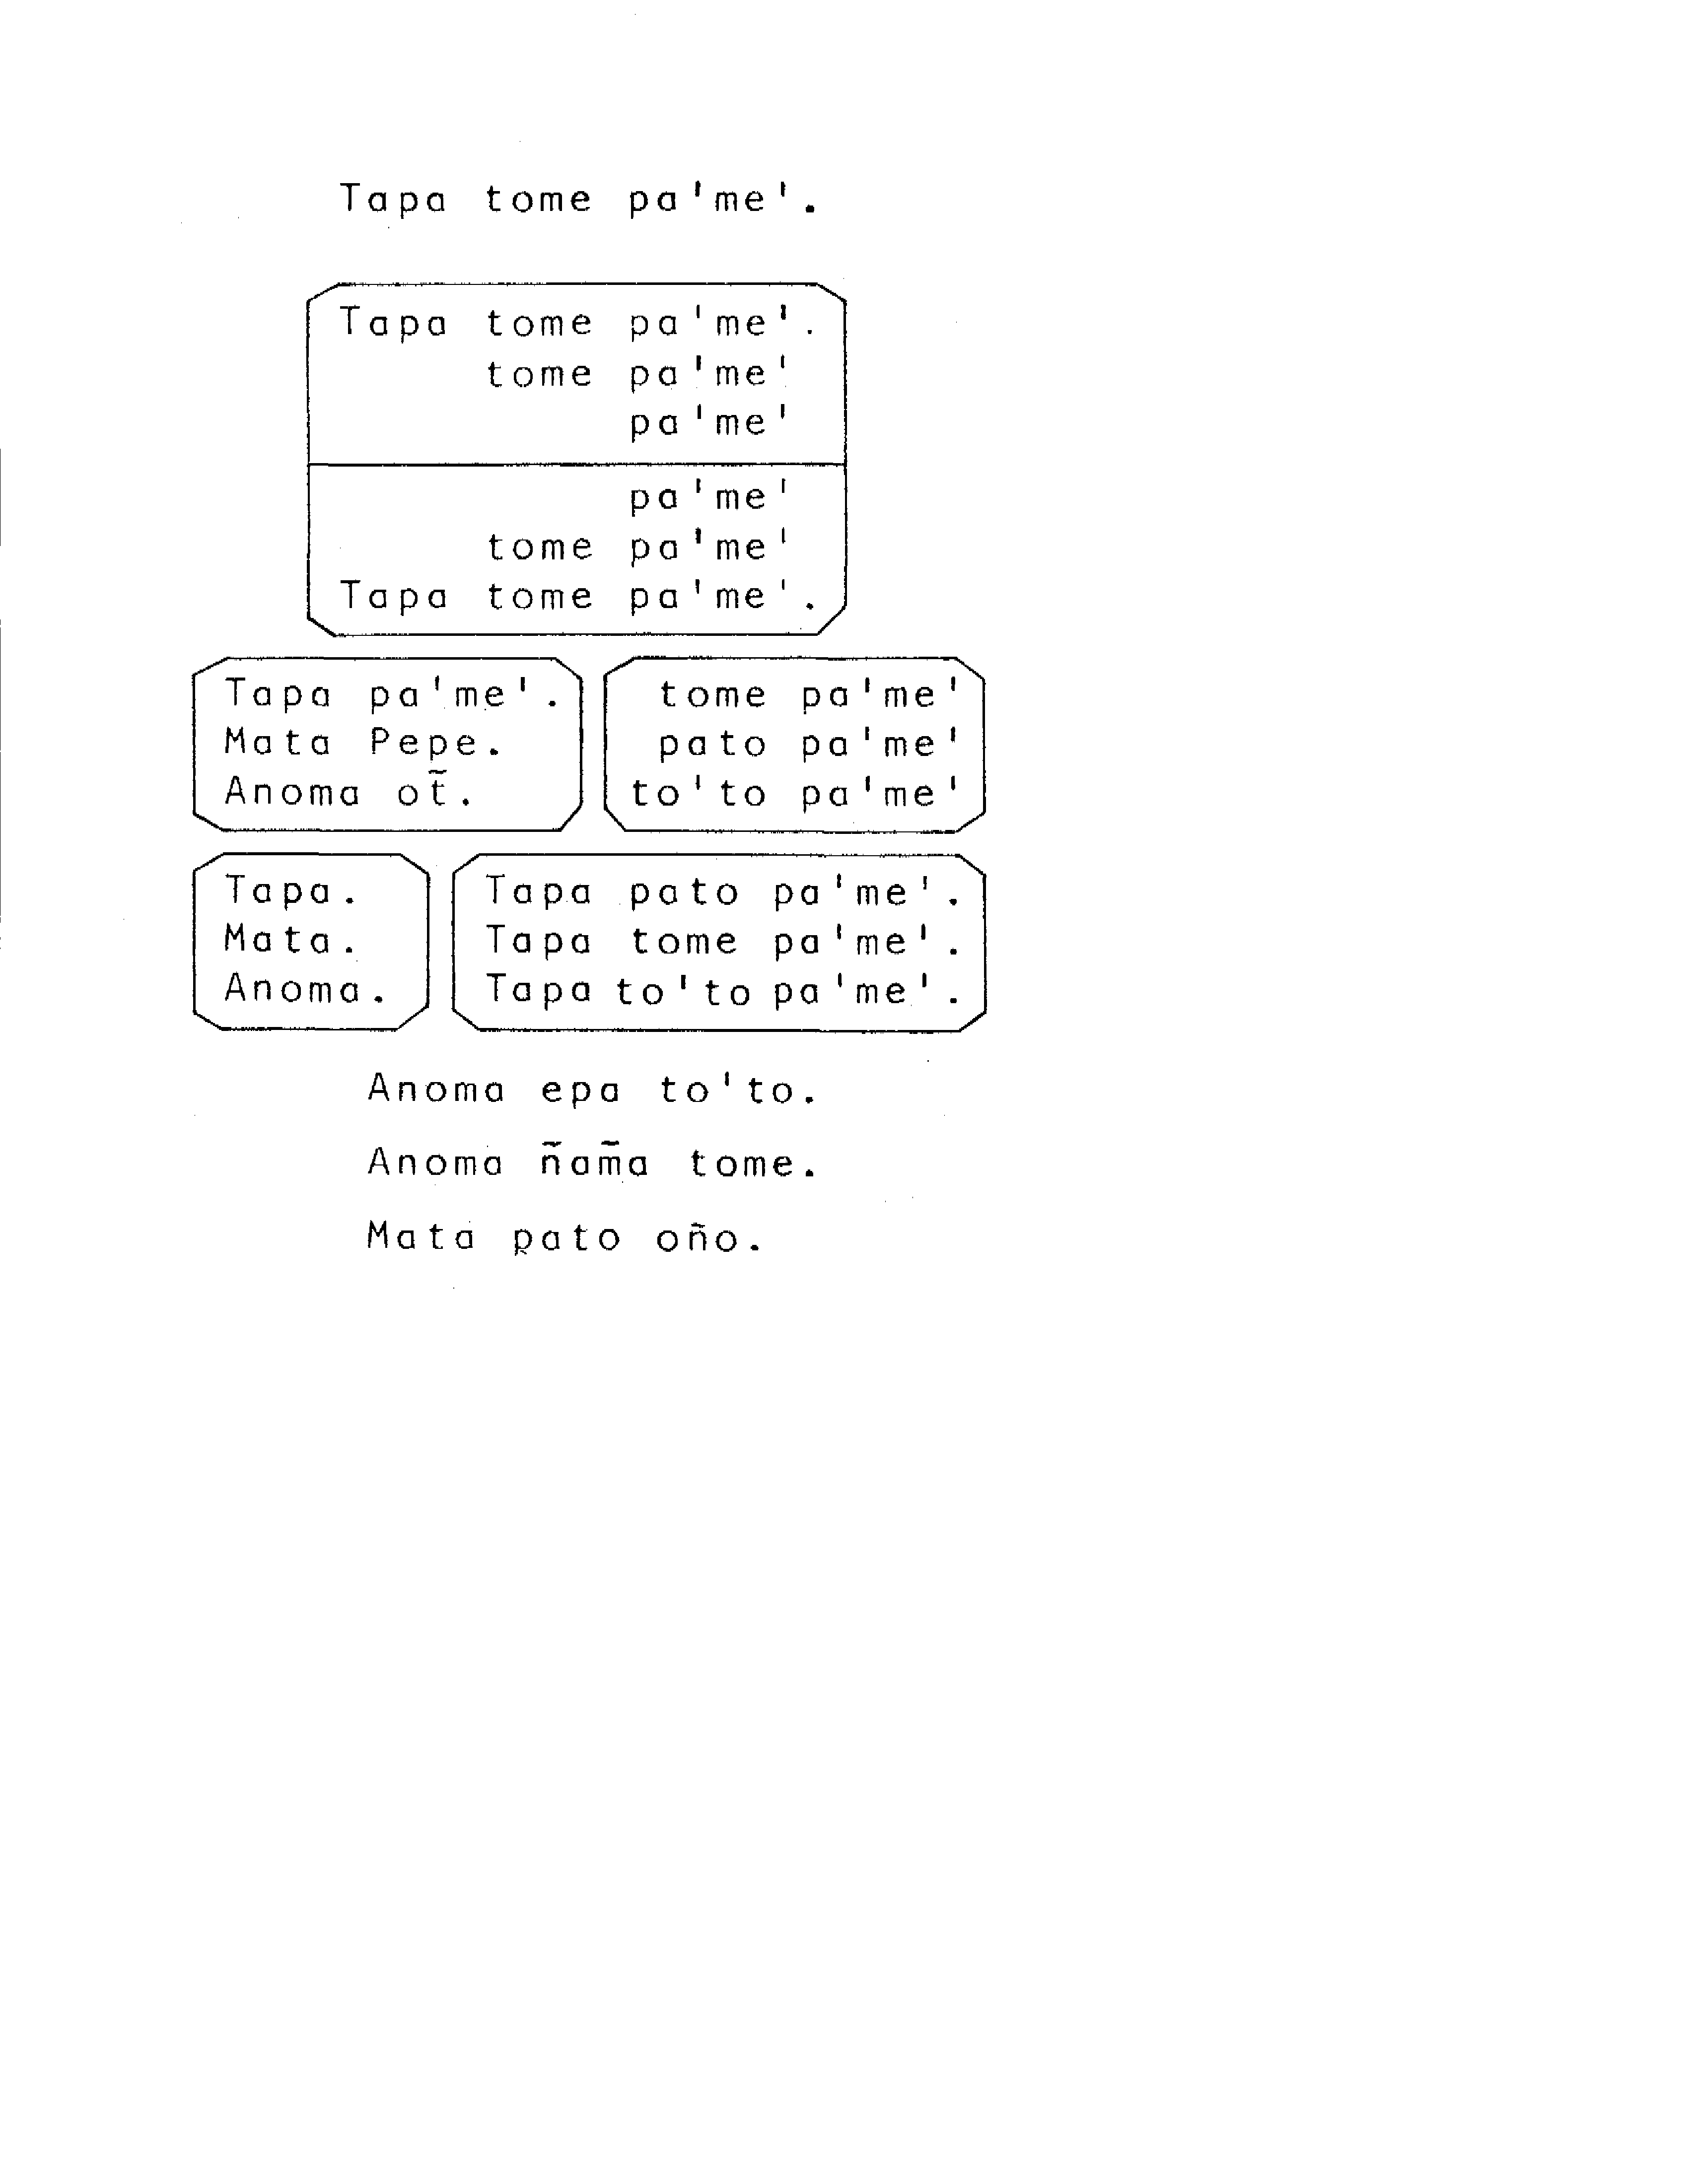 Tapa tome pa'me'.
Tapa tome pa'me'.
tome pa'me'
pa'me'
pa'me'
tome pa'me'
Tapa tome pa'me'.
Tapa pa'me'.
Mata Pepe.
Anoma ot̃.
tome pa'me'
pato pa'me'
to'to pa'me'
Tapa.
Mata.
Anoma.
Tapa pato pa'me'.
Tapa tome pa'me'.
Tapa to'to pa'me'.
Anoma epa to'to.
Anoma ñam̃a tome.
Mata pato oño.